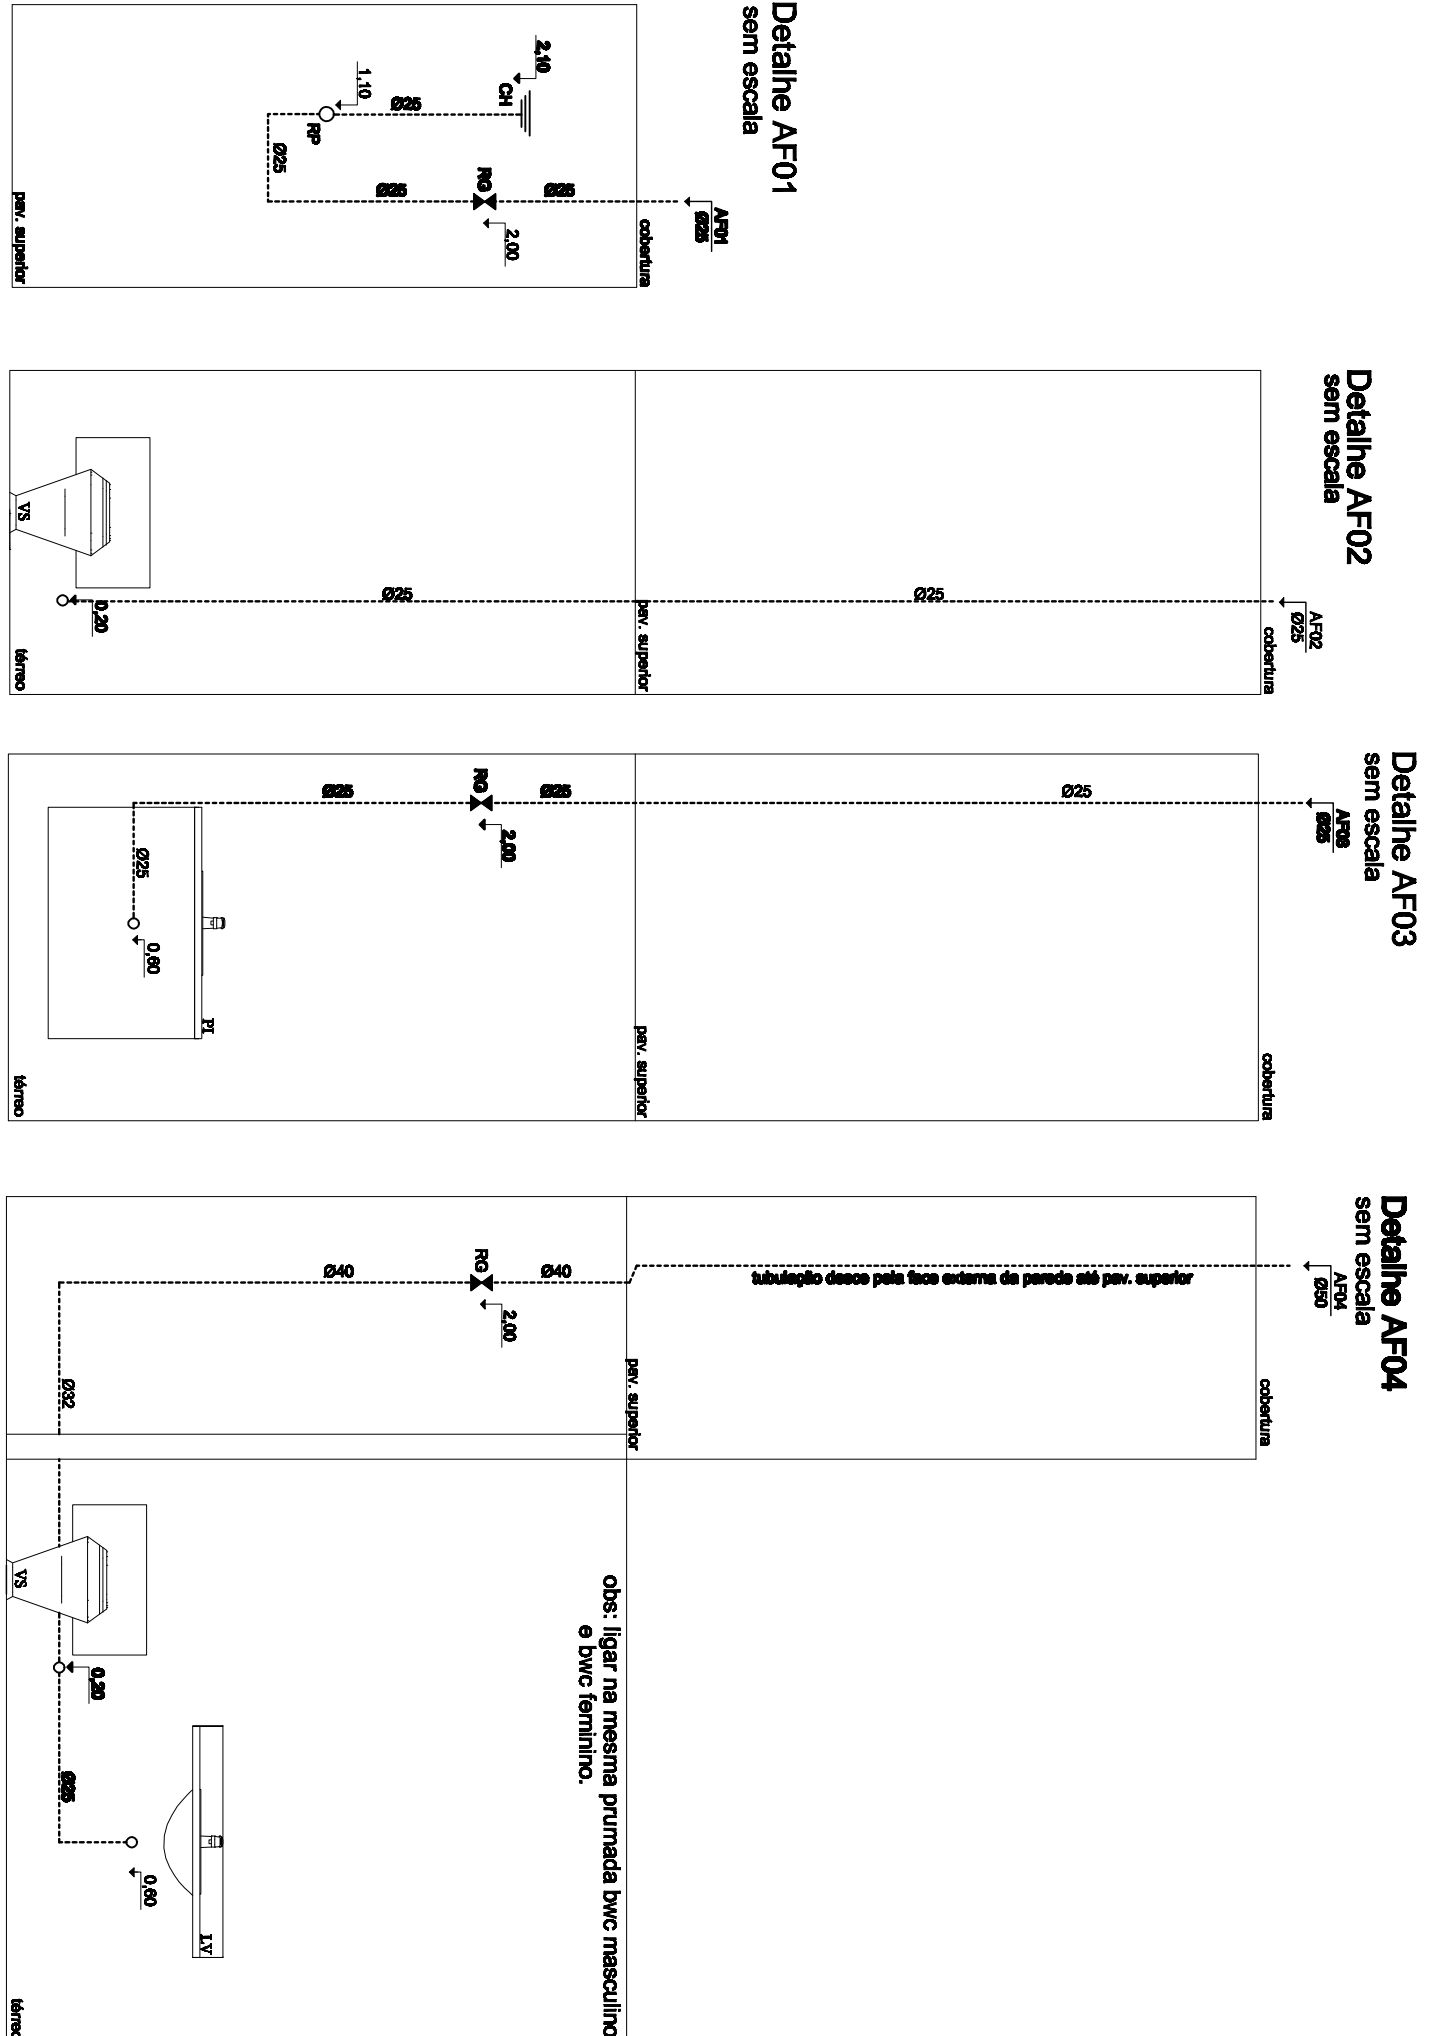 Detalhe AF01
sem escala
AF01
Ø25
cobertura
Ø25
RG
2,00
Ø25
Ø25
2,10
CH
Ø25
1,10
RP
pav. superior
Detalhe AF02
sem escala
AF02
Ø25
cobertura
Ø25
pav. superior
Ø25
VS
0,20
térreo
Detalhe AF03
sem escala
AF03
Ø25
cobertura
Ø25
pav. superior
Ø25
RG
2,00
Ø25
Ø25
0,60
PI
térreo
Detalhe AF04
sem escala
AF04
Ø50
cobertura
tubulação desce pela face externa da parede até pav. superior
pav. superior
Ø40
RG
2,00
Ø40
Ø32
obs: ligar na mesma prumada bwc masculino
e bwc feminino.
VS
0,20
Ø25
0,60
LV
térreo